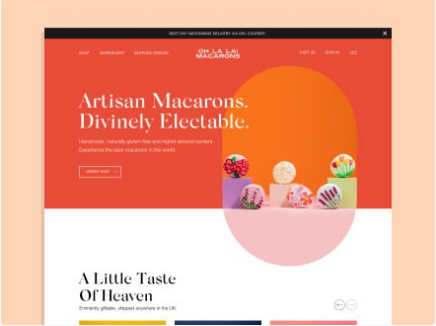 NEXT DAY NATIONWIDE DELIVERY VIA DPD COURIER
SHOP WORKSHOPS BESPOKE ORDERS
OH LA LA!
MACARONS
CART (0) SIGN IN
Artisan Macarons.
Divinely Electable.
Handmade, naturally gluten-free and higher almond content.
Experience the best macarons in the world.
ORDER NOW
A Little Taste
Of Heaven
Eminently giftable, shipped anywhere in the UK.